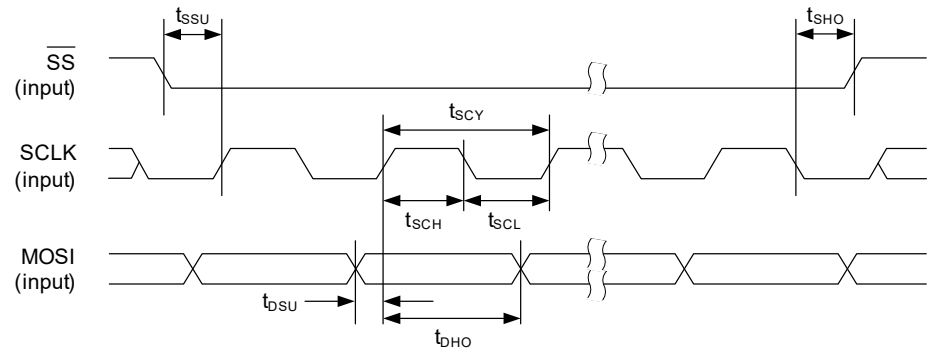 tSSU
tSHO
SS
(input)
tSCY
SCLK
(input)
tSCH
tSCL
MOSI
(input)
tDSU
tDHO